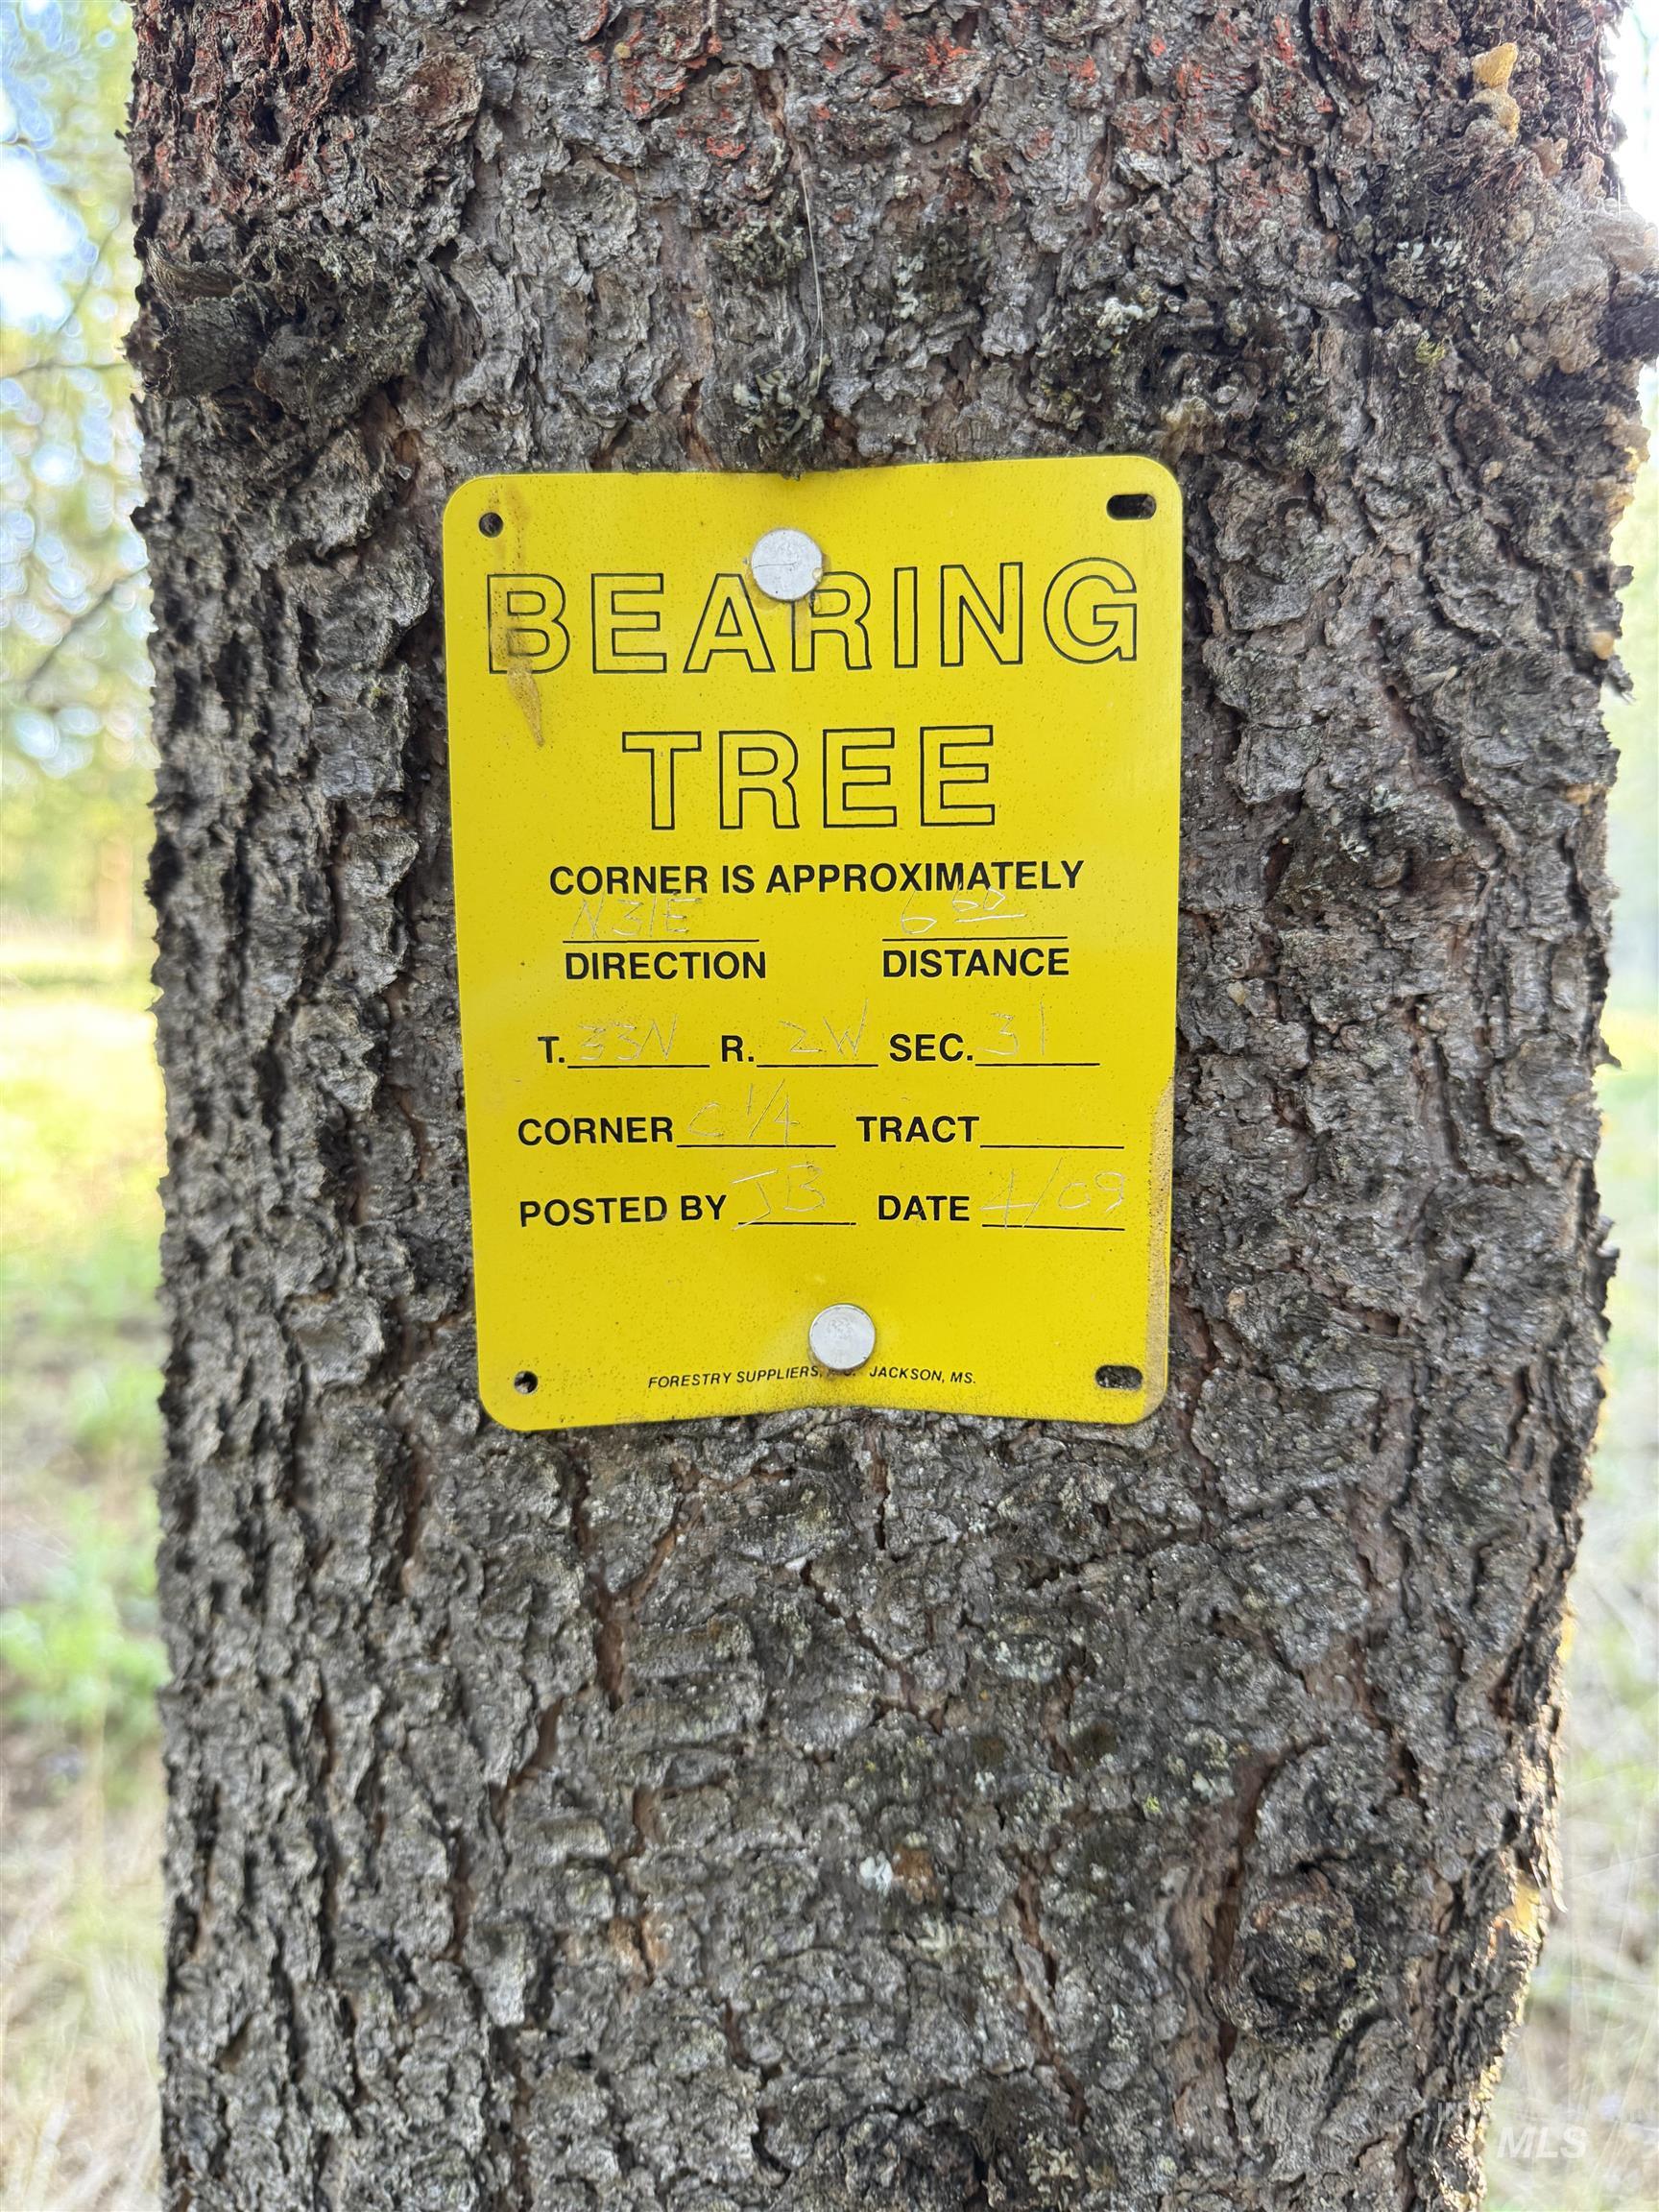 BEARING
TREE
CORNER IS APPROXIMATELY
N31E 6 60
DIRECTION DISTANCE
T. 33N R. 2W SEC. 31
CORNER C 1/4 TRACT
POSTED BY JB DATE 4/09
FORESTRY SUPPLIERS, JACKSON, MS.
MLS